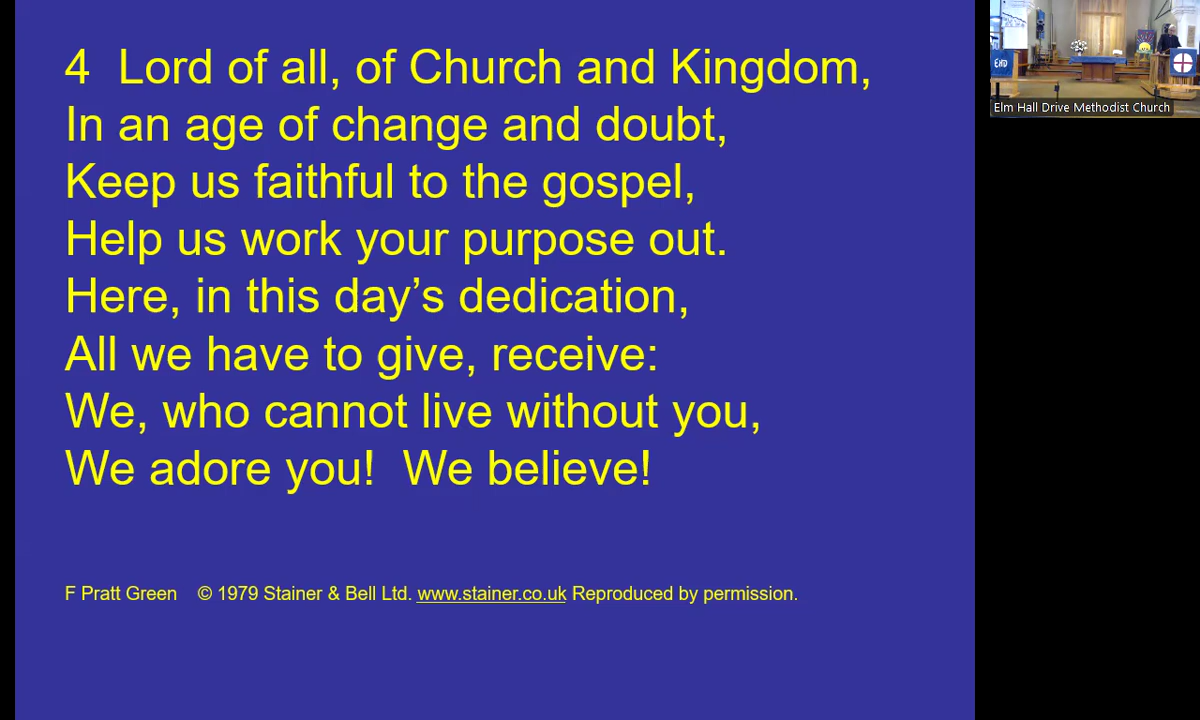 4 Lord of all, of Church and Kingdom,
In an age of change and doubt,
Keep us faithful to the gospel,
Help us work your purpose out.
Here, in this day’s dedication,
All we have to give, receive:
We, who cannot live without you,
We adore you! We believe!
F Pratt Green © 1979 Stainer & Bell Ltd. www.stainer.co.uk Reproduced by permission.
Elm Hall Drive Methodist Church